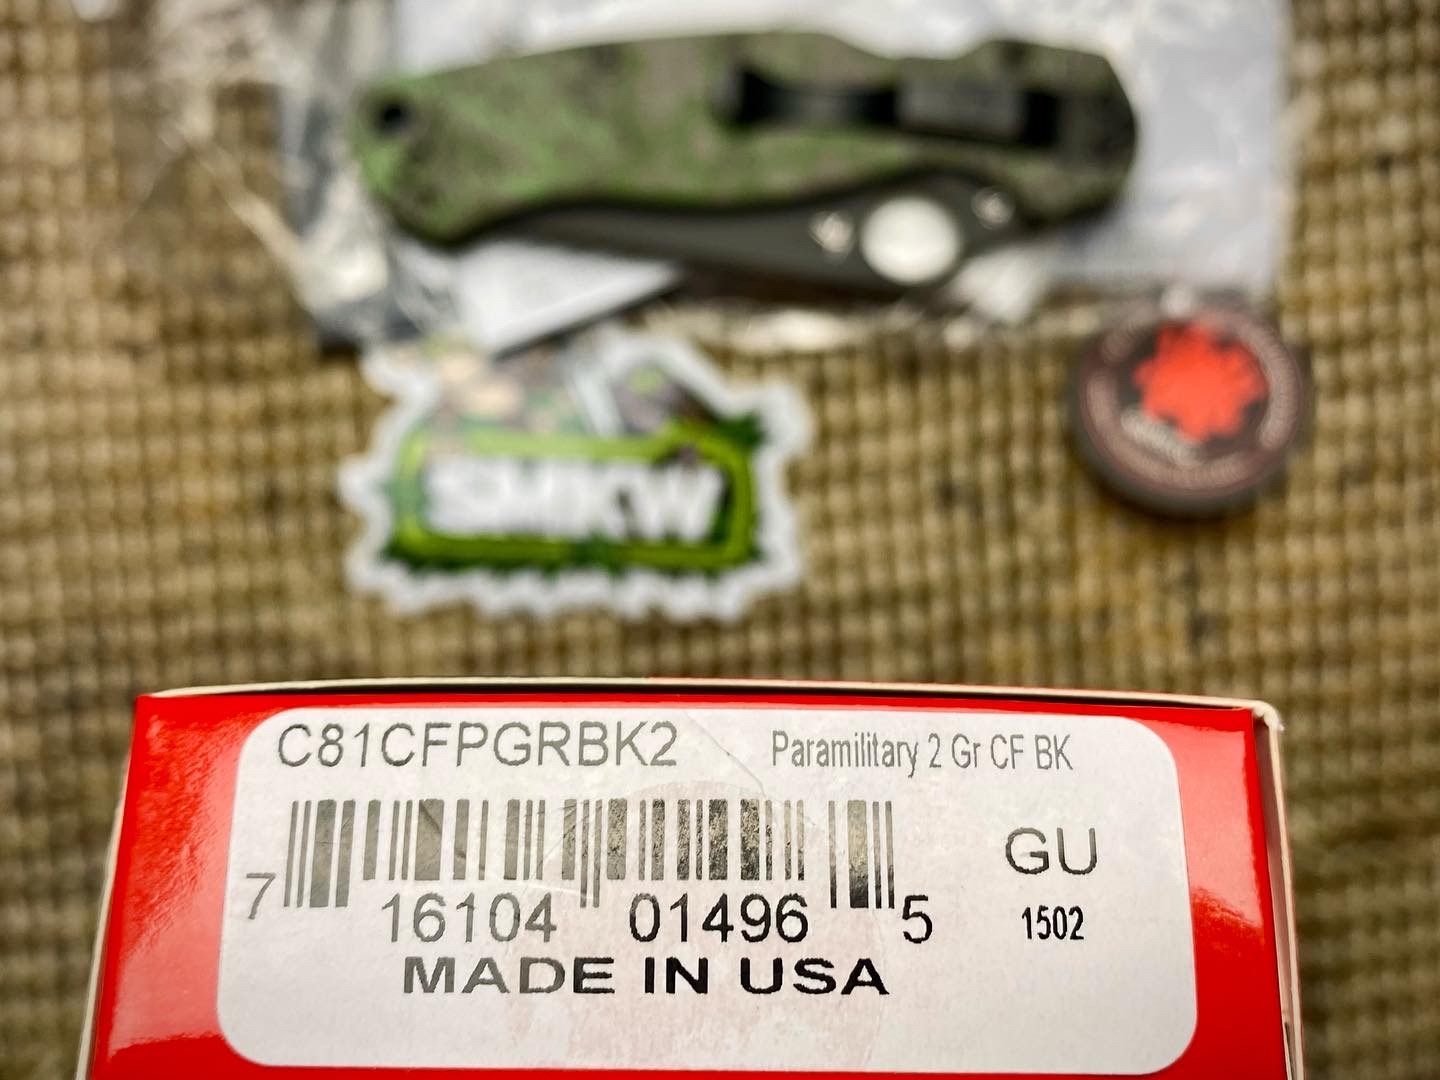 SMKW
C81CFPGRBK2 Paramilitary 2 Gr CF BK
7 16104 01496 5
GU
1502
MADE IN USA